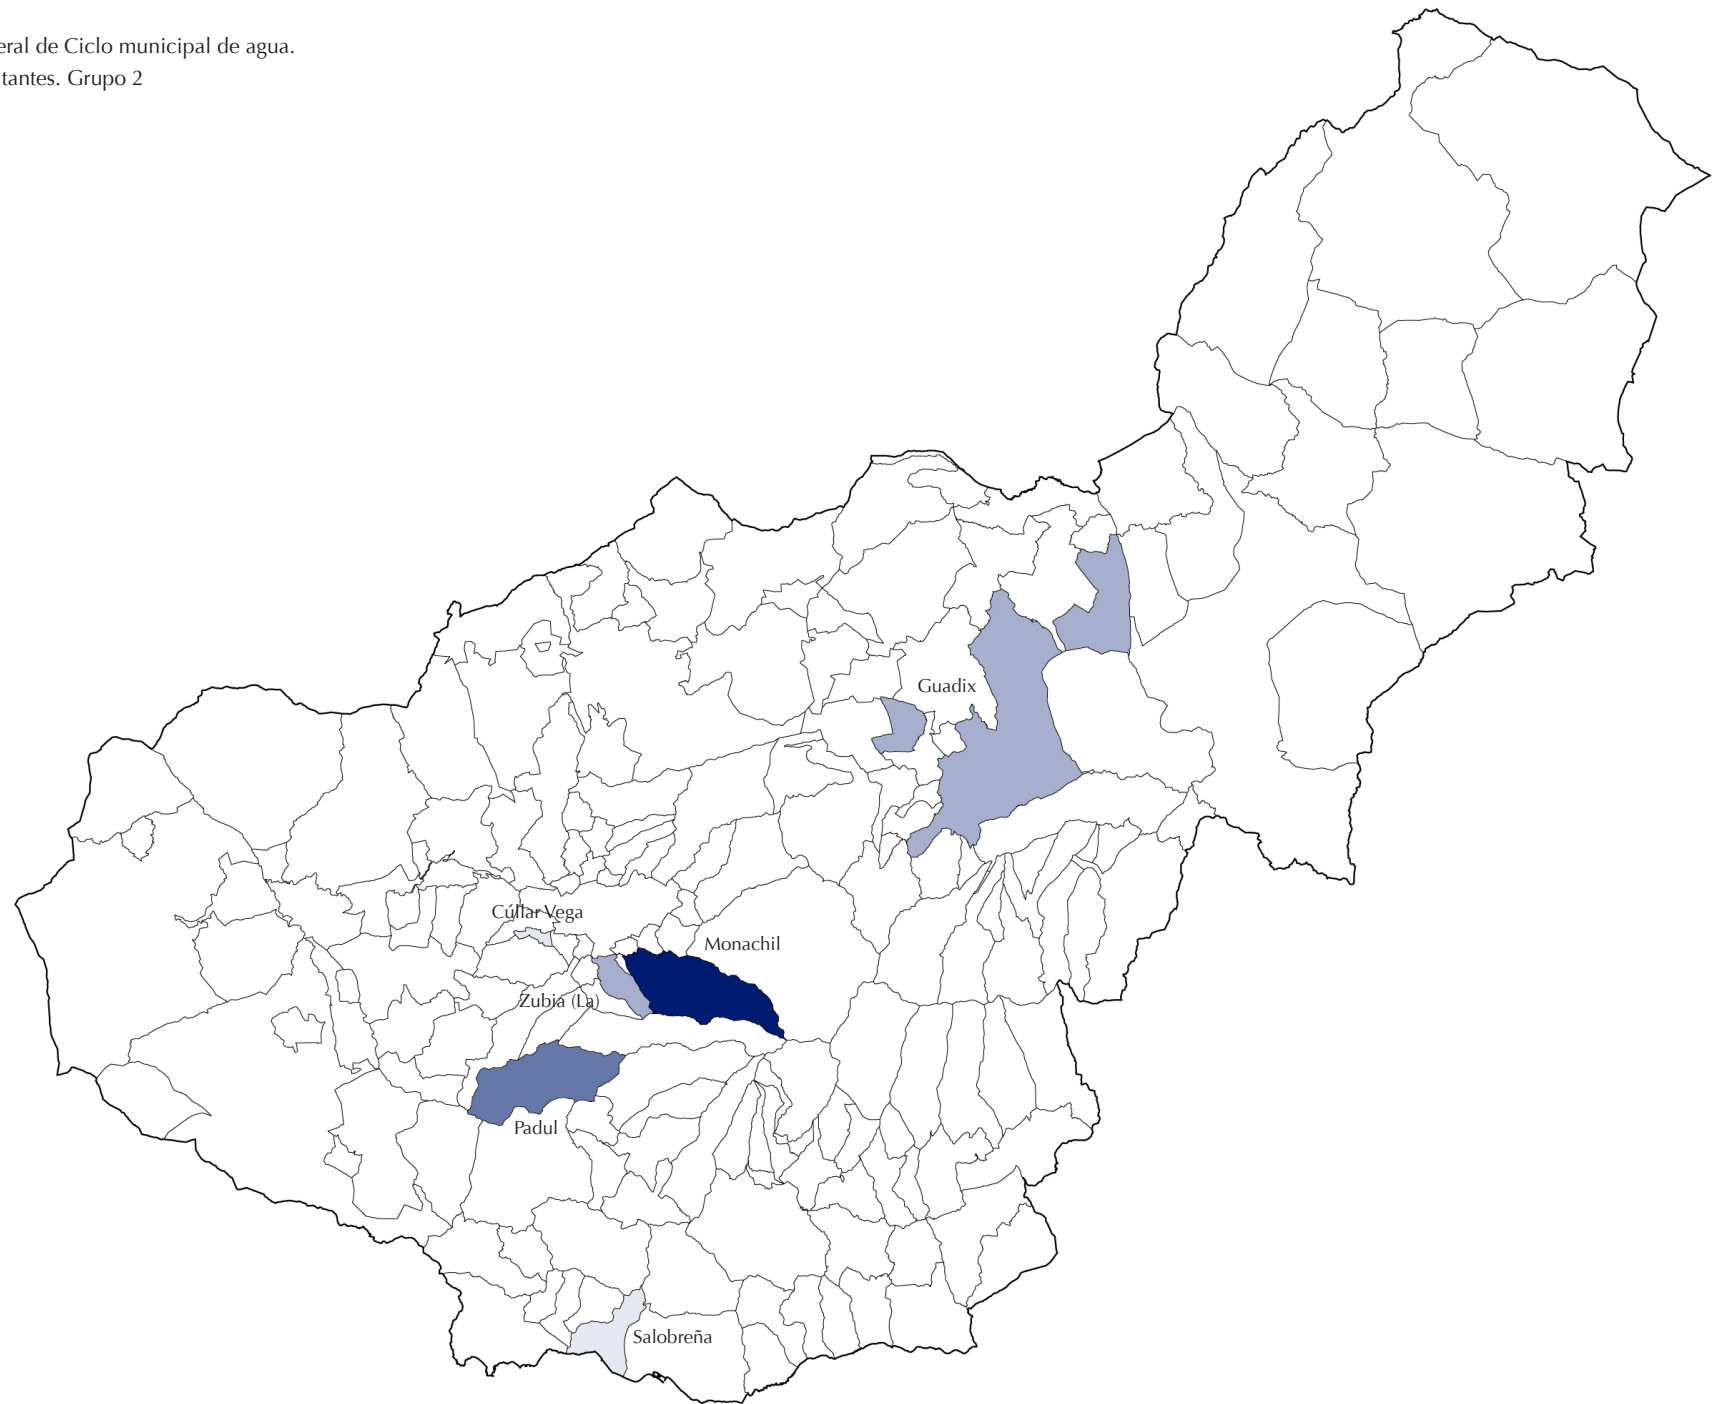 eral de Ciclo municipal de agua.
tantes. Grupo 2
Guadix
Cúllar Vega
Monachil
Zubia (La)
Padul
Salobreña